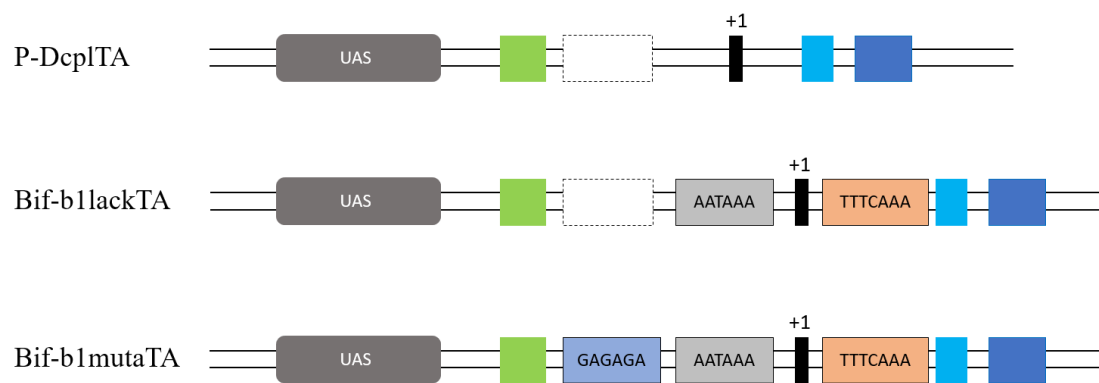 +1
P-DcplTA UAS
+1
Bif-b1lackTA UAS AATAAA TTTCAAA
+1
Bif-b1mutaTA UAS GAGAGA AATAAA TTTCAAA